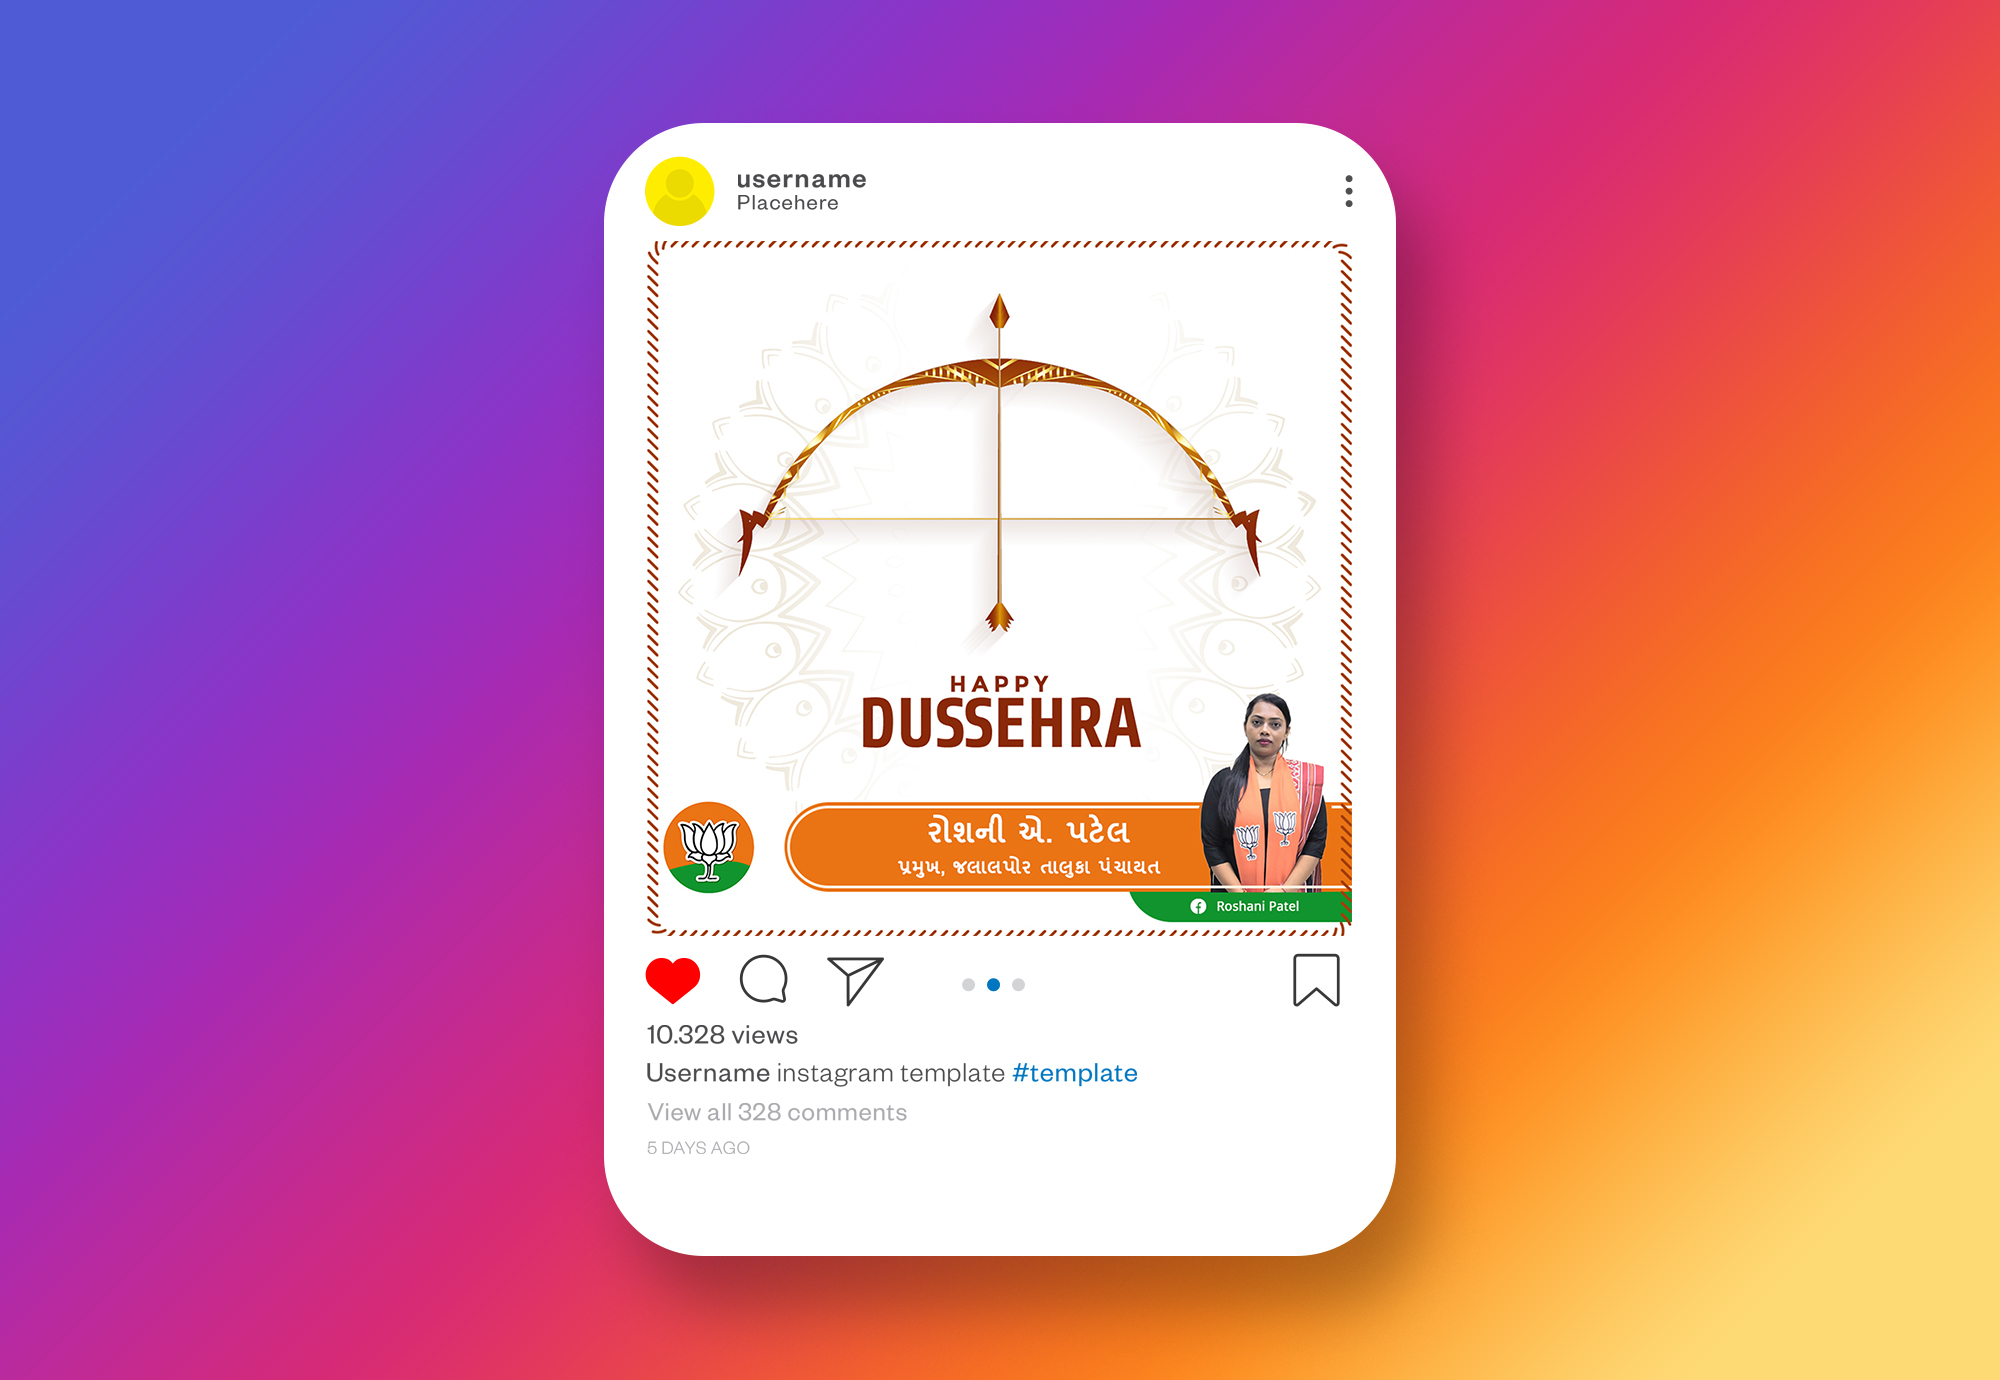 username
Placehere
HAPPY
DUSSEHRA
રોશની એ. પટેલ
પ્રમુખ, જલાલપોર તાલુકા પંચાયત
Roshani Patel
10.328 views
Username instagram template #template
View all 328 comments
5 DAYS AGO